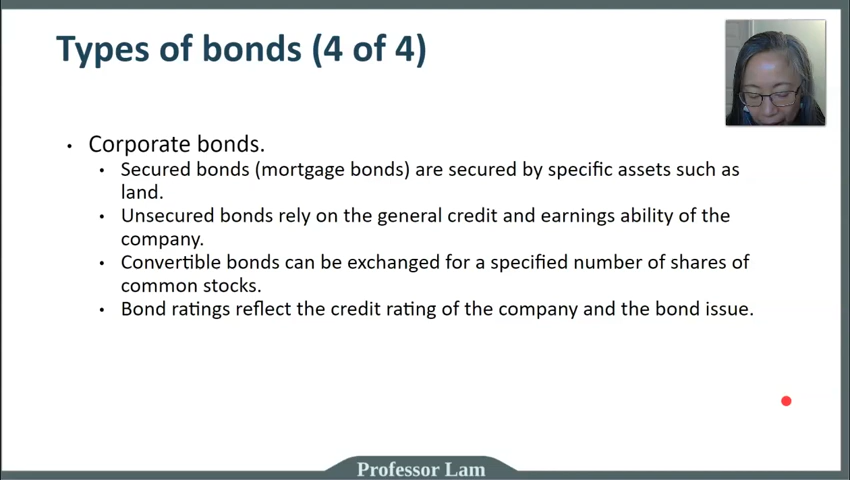 Types of bonds (4 of 4)
• Corporate bonds.
• Secured bonds (mortgage bonds) are secured by specific assets such as
land.
• Unsecured bonds rely on the general credit and earnings ability of the
company.
• Convertible bonds can be exchanged for a specified number of shares of
common stocks.
• Bond ratings reflect the credit rating of the company and the bond issue.
Professor Lam